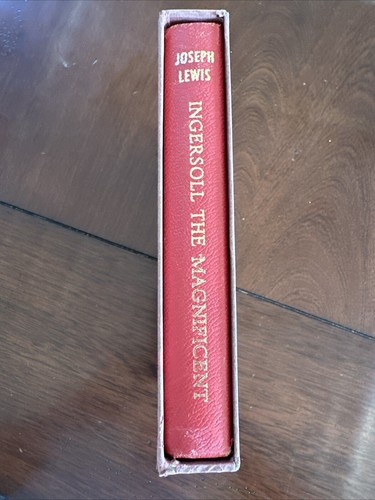 JOSEPH
LEWIS
INGERSOLL THE MAGNIFICENT